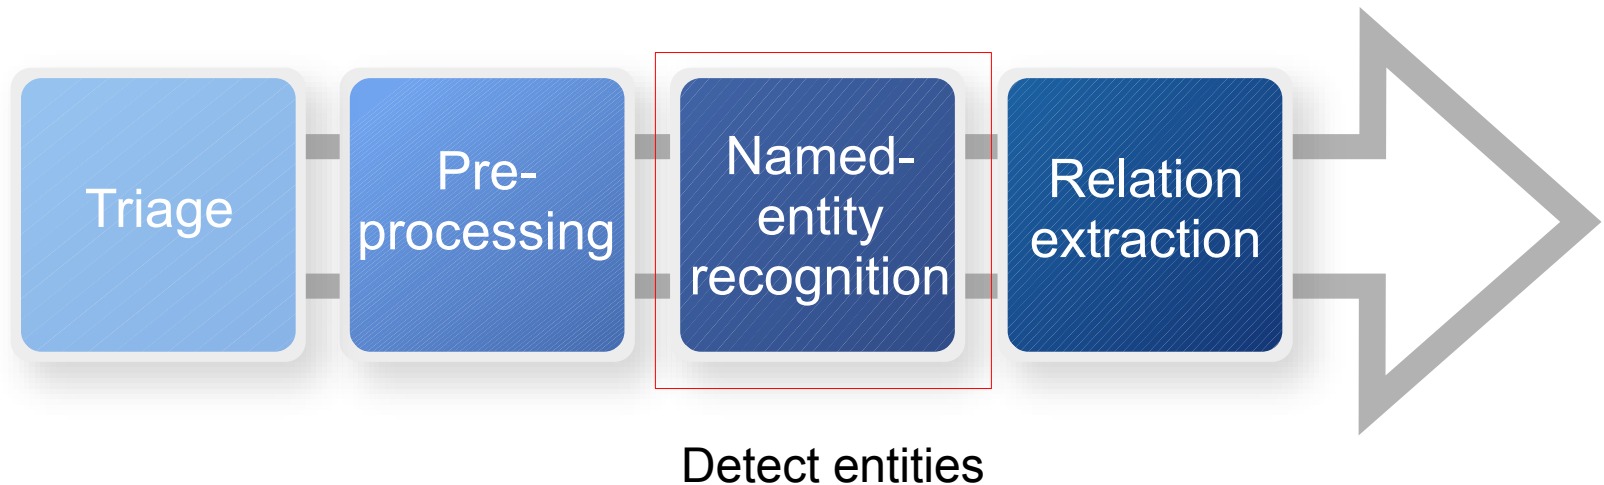 Triage
Pre-
processing
Named-
entity
recognition
Relation
extraction
Detect entities